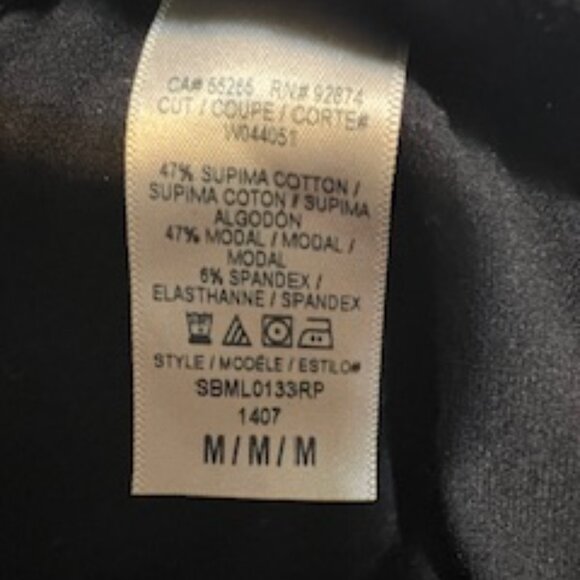 CA# 55265 RN# 92874
CUT / COUPE / CORTE#
W044051
47% SUPIMA COTTON /
SUPIMA COTON / SUPIMA
ALGODÓN
47% MODAL / MODAL /
MODAL
6% SPANDEX /
ELASTHANNE / SPANDEX
STYLE / MODÈLE / ESTILO#
SBML0133RP
1407
M / M / M